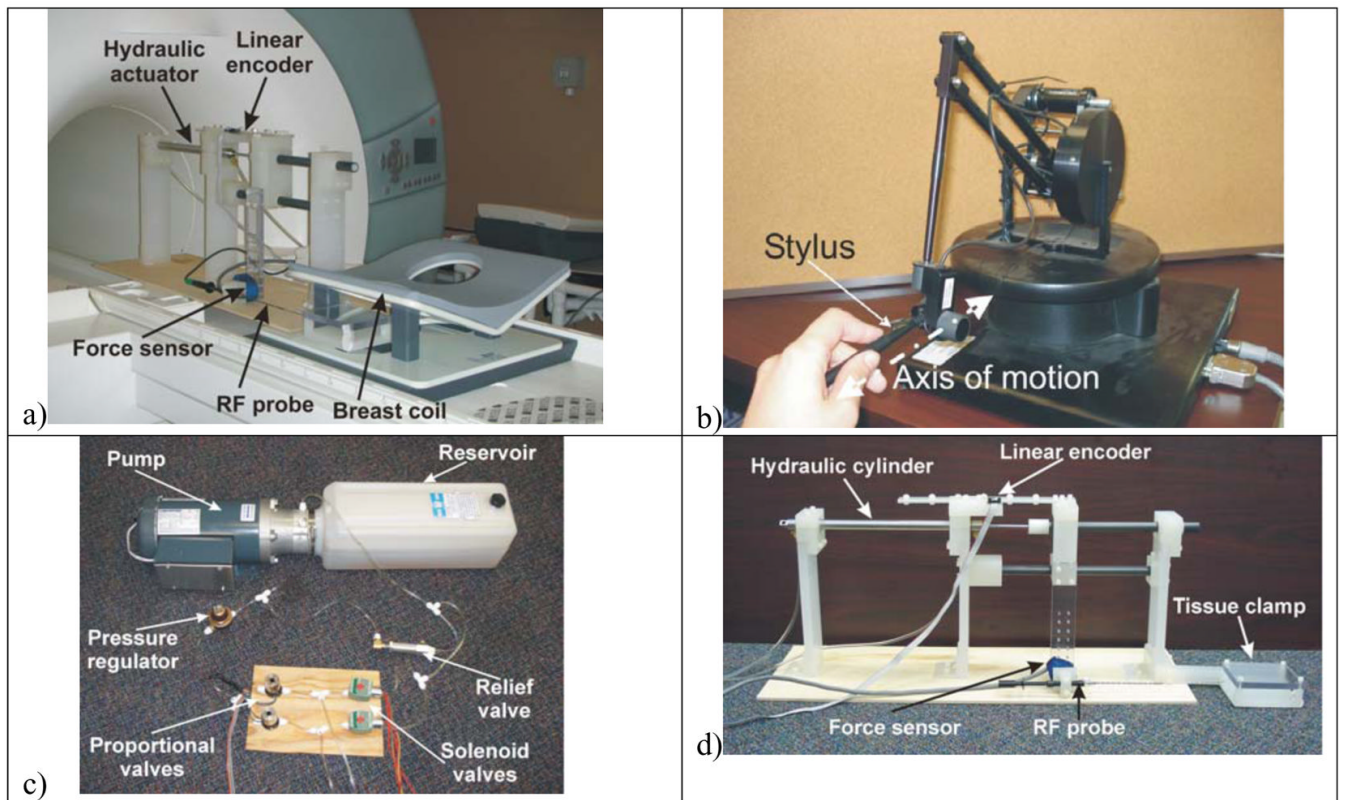 Hydraulic
actuator
Linear
encoder
Force sensor
RF probe
Breast coil
a)
Stylus
Axis of motion
b)
Pump
Reservoir
Pressure
regulator
Relief
valve
Proportional
valves
Solenoid
valves
c)
Hydraulic cylinder
Linear encoder
Tissue clamp
Force sensor
RF probe
d)